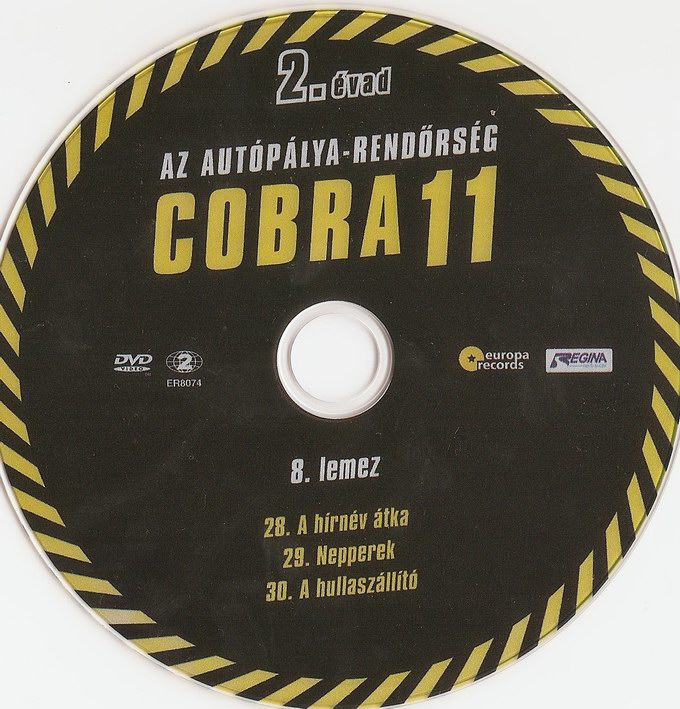 2. évad
AZ AUTÓPÁLYA-RENDŐRSÉG
COBRA 11
DVD
VIDEO
2
ER8074
europa
records
REGINA
8. lemez
28. A hírnév átka
29. Nepperek
30. A hullaszállító